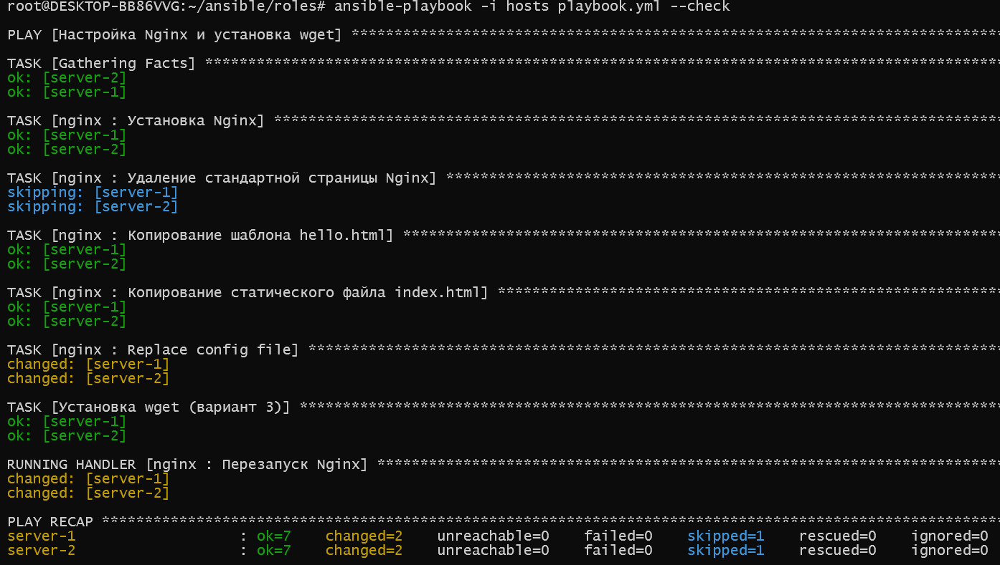 root@DESKTOP-BB86VVG:~/ansible/roles# ansible-playbook -i hosts playbook.yml --check
PLAY [Настройка Nginx и установка wget] ****************************************************************************
TASK [Gathering Facts] *********************************************************************************************
ok: [server-2]
ok: [server-1]
TASK [nginx : Установка Nginx] *************************************************************************************
ok: [server-1]
ok: [server-2]
TASK [nginx : Удаление стандартной страницы Nginx] *****************************************************************
skipping: [server-1]
skipping: [server-2]
TASK [nginx : Копирование шаблона hello.html] **********************************************************************
ok: [server-1]
ok: [server-2]
TASK [nginx : Копирование статического файла index.html] ***********************************************************
ok: [server-1]
ok: [server-2]
TASK [nginx : Replace config file] *********************************************************************************
changed: [server-1]
changed: [server-2]
TASK [Установка wget (вариант 3)] **********************************************************************************
ok: [server-1]
ok: [server-2]
RUNNING HANDLER [nginx : Перезапуск Nginx] *************************************************************************
changed: [server-1]
changed: [server-2]
PLAY RECAP *********************************************************************************************************
server-1                   : ok=7    changed=2    unreachable=0    failed=0    skipped=1    rescued=0    ignored=0
server-2                   : ok=7    changed=2    unreachable=0    failed=0    skipped=1    rescued=0    ignored=0